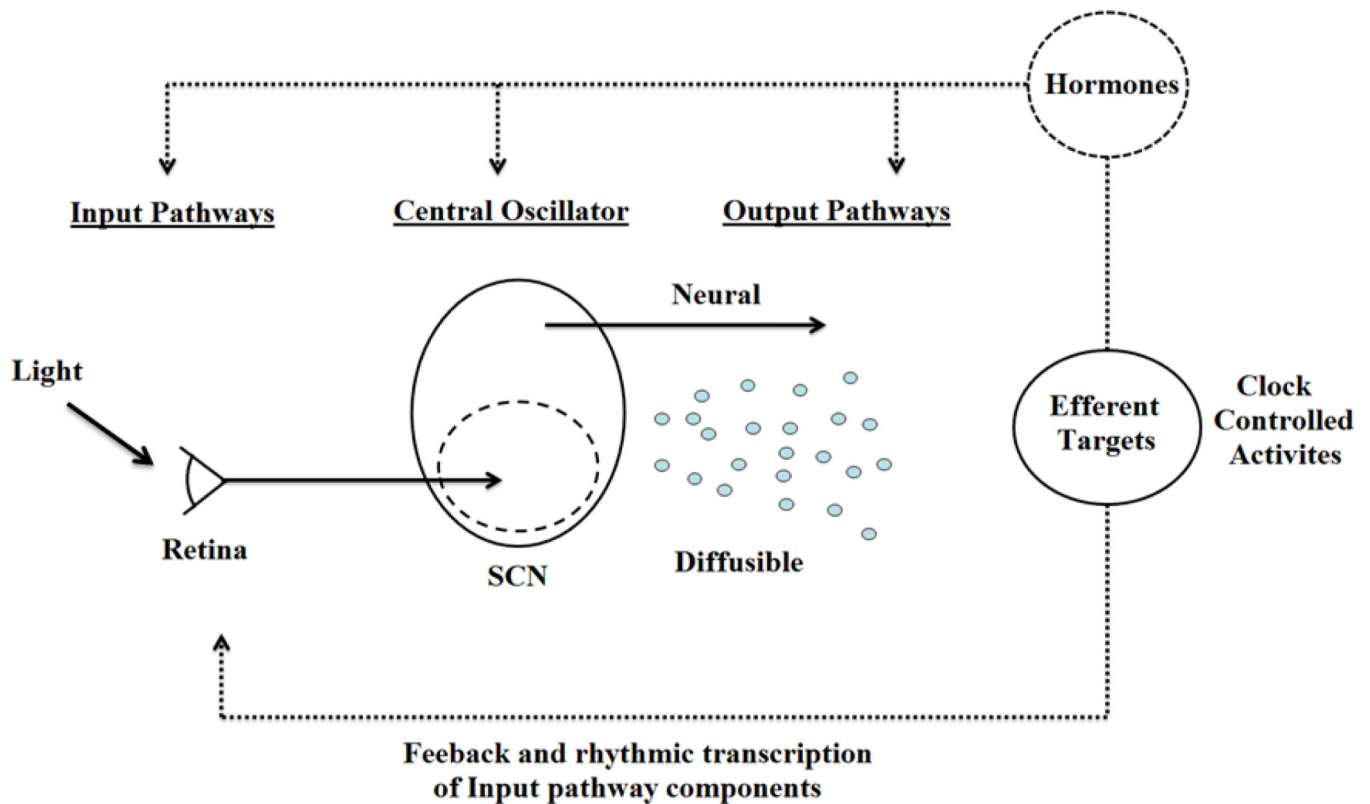 Hormones
Input Pathways
Central Oscillator
Output Pathways
Neural
Light
Efferent
Targets
Clock
Controlled
Activites
Retina
SCN
Diffusible
Feeback and rhythmic transcription
of Input pathway components